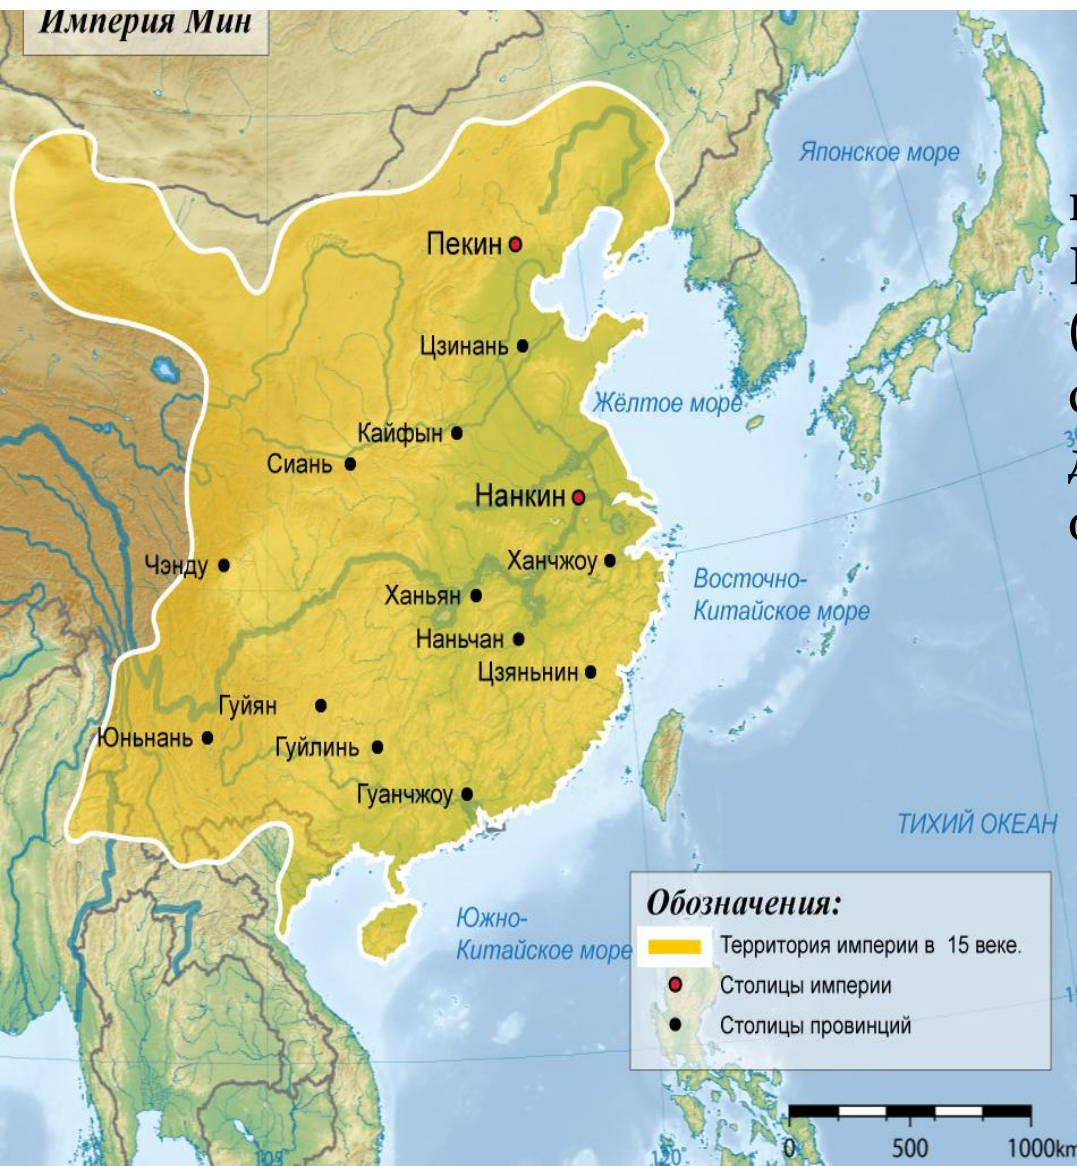 Империя Мин
Японское море
Пекин
Цзинань
Жёлтое море
Кайфын
Сиань
Нанкин
Чэнду
Ханчжоу
Восточно-
Китайское море
Ханьян
Наньчан
Цзяньнин
Гуйян
Юньнань
Гуйлинь
Гуанчжоу
ТИХИЙ ОКЕАН
Южно-
Китайское море
Обозначения:
Территория империи в 15 веке.
Столицы империи
Столицы провинций
0 500 1000km
105°
120°